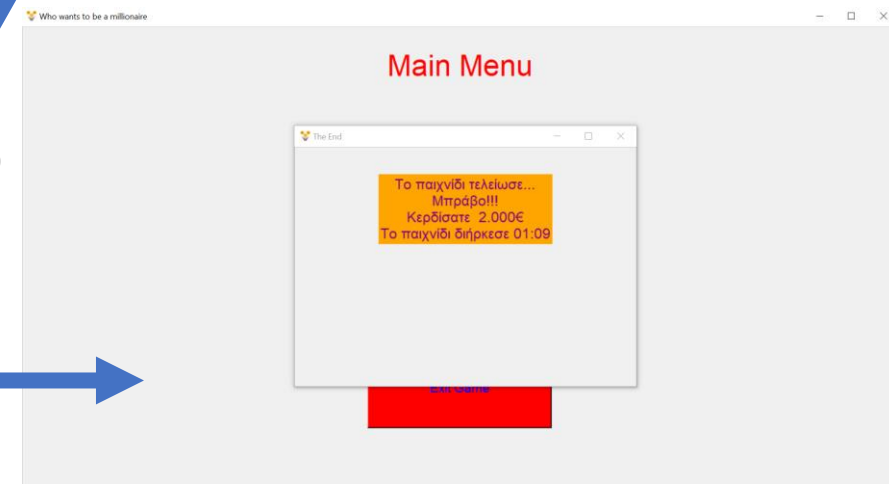 Who wants to be a millionaire
Main Menu
The End
Το παιχνίδι τελείωσε...
Μπράβο!!!
Κερδίσατε 2.000€
Το παιχνίδι διήρκεσε 01:09
Exit Game